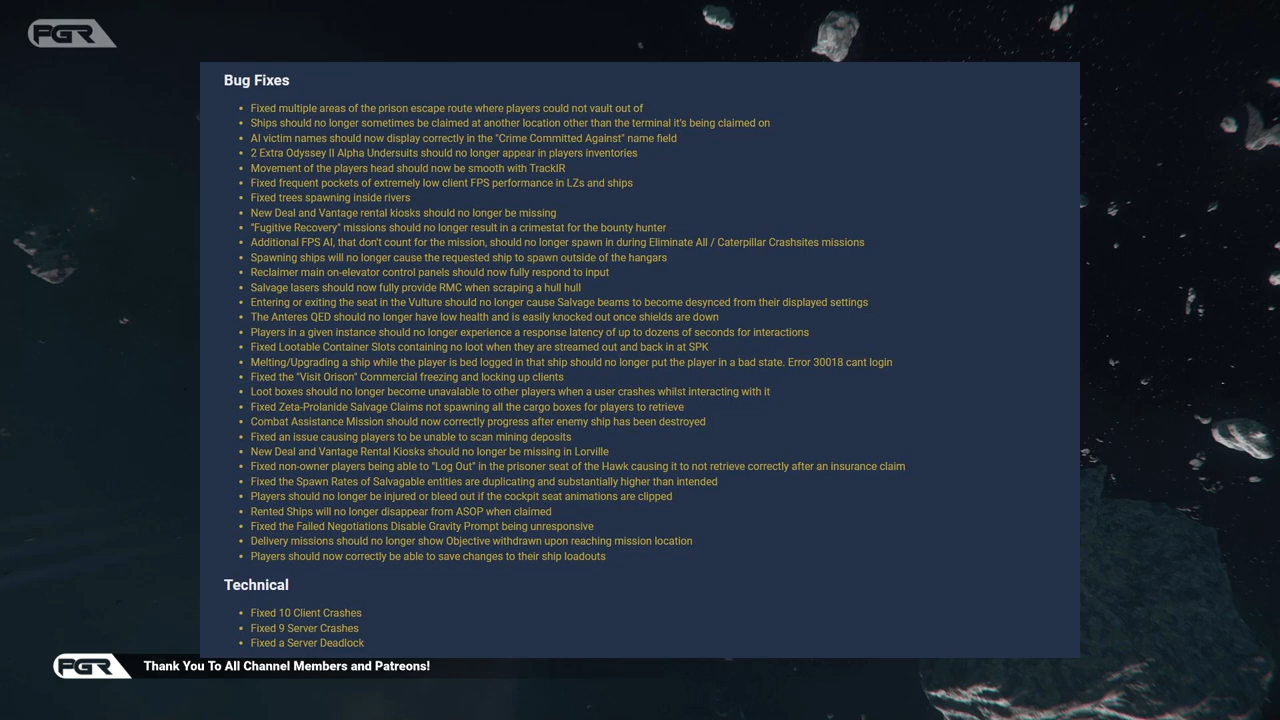 PGR
Bug Fixes
• Fixed multiple areas of the prison escape route where players could not vault out of
• Ships should no longer sometimes be claimed at another location other than the terminal it's being claimed on
• AI victim names should now display correctly in the "Crime Committed Against" name field
• 2 Extra Odyssey II Alpha Undersuits should no longer appear in players inventories
• Movement of the players head should now be smooth with TrackIR
• Fixed frequent pockets of extremely low client FPS performance in LZs and ships
• Fixed trees spawning inside rivers
• New Deal and Vantage rental kiosks should no longer be missing
• "Fugitive Recovery" missions should no longer result in a crimestat for the bounty hunter
• Additional FPS AI, that don't count for the mission, should no longer spawn in during Eliminate All / Caterpillar Crashsites missions
• Spawning ships will no longer cause the requested ship to spawn outside of the hangars
• Reclaimer main on-elevator control panels should now fully respond to input
• Salvage lasers should now fully provide RMC when scraping a hull hull
• Entering or exiting the seat in the Vulture should no longer cause Salvage beams to become desynced from their displayed settings
• The Anteres QED should no longer have low health and is easily knocked out once shields are down
• Players in a given instance should no longer experience a response latency of up to dozens of seconds for interactions
• Fixed Lootable Container Slots containing no loot when they are streamed out and back in at SPK
• Melting/Upgrading a ship while the player is bed logged in that ship should no longer put the player in a bad state. Error 30018 cant login
• Fixed the "Visit Orison" Commercial freezing and locking up clients
• Loot boxes should no longer become unavalable to other players when a user crashes whilst interacting with it
• Fixed Zeta-Prolanide Salvage Claims not spawning all the cargo boxes for players to retrieve
• Combat Assistance Mission should now correctly progress after enemy ship has been destroyed
• Fixed an issue causing players to be unable to scan mining deposits
• New Deal and Vantage Rental Kiosks should no longer be missing in Lorville
• Fixed non-owner players being able to "Log Out" in the prisoner seat of the Hawk causing it to not retrieve correctly after an insurance claim
• Fixed the Spawn Rates of Salvagable entities are duplicating and substantially higher than intended
• Players should no longer be injured or bleed out if the cockpit seat animations are clipped
• Rented Ships will no longer disappear from ASOP when claimed
• Fixed the Failed Negotiations Disable Gravity Prompt being unresponsive
• Delivery missions should no longer show Objective withdrawn upon reaching mission location
• Players should now correctly be able to save changes to their ship loadouts
Technical
• Fixed 10 Client Crashes
• Fixed 9 Server Crashes
• Fixed a Server Deadlock
PGR Thank You To All Channel Members and Patreons!